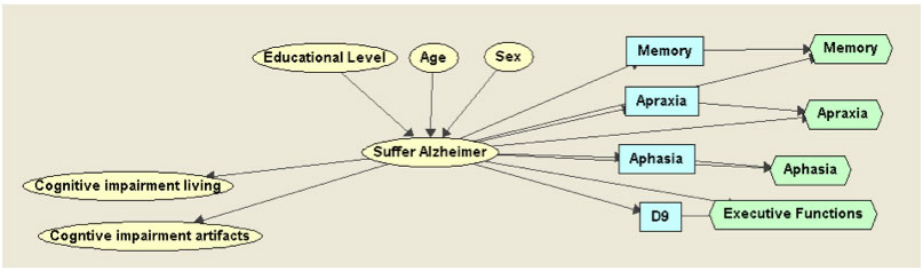 Educational Level
Age
Sex
Memory
Memory
Apraxia
Apraxia
Suffer Alzheimer
Aphasia
Aphasia
Cognitive impairment living
D9
Executive Functions
Cogntive impairment artifacts